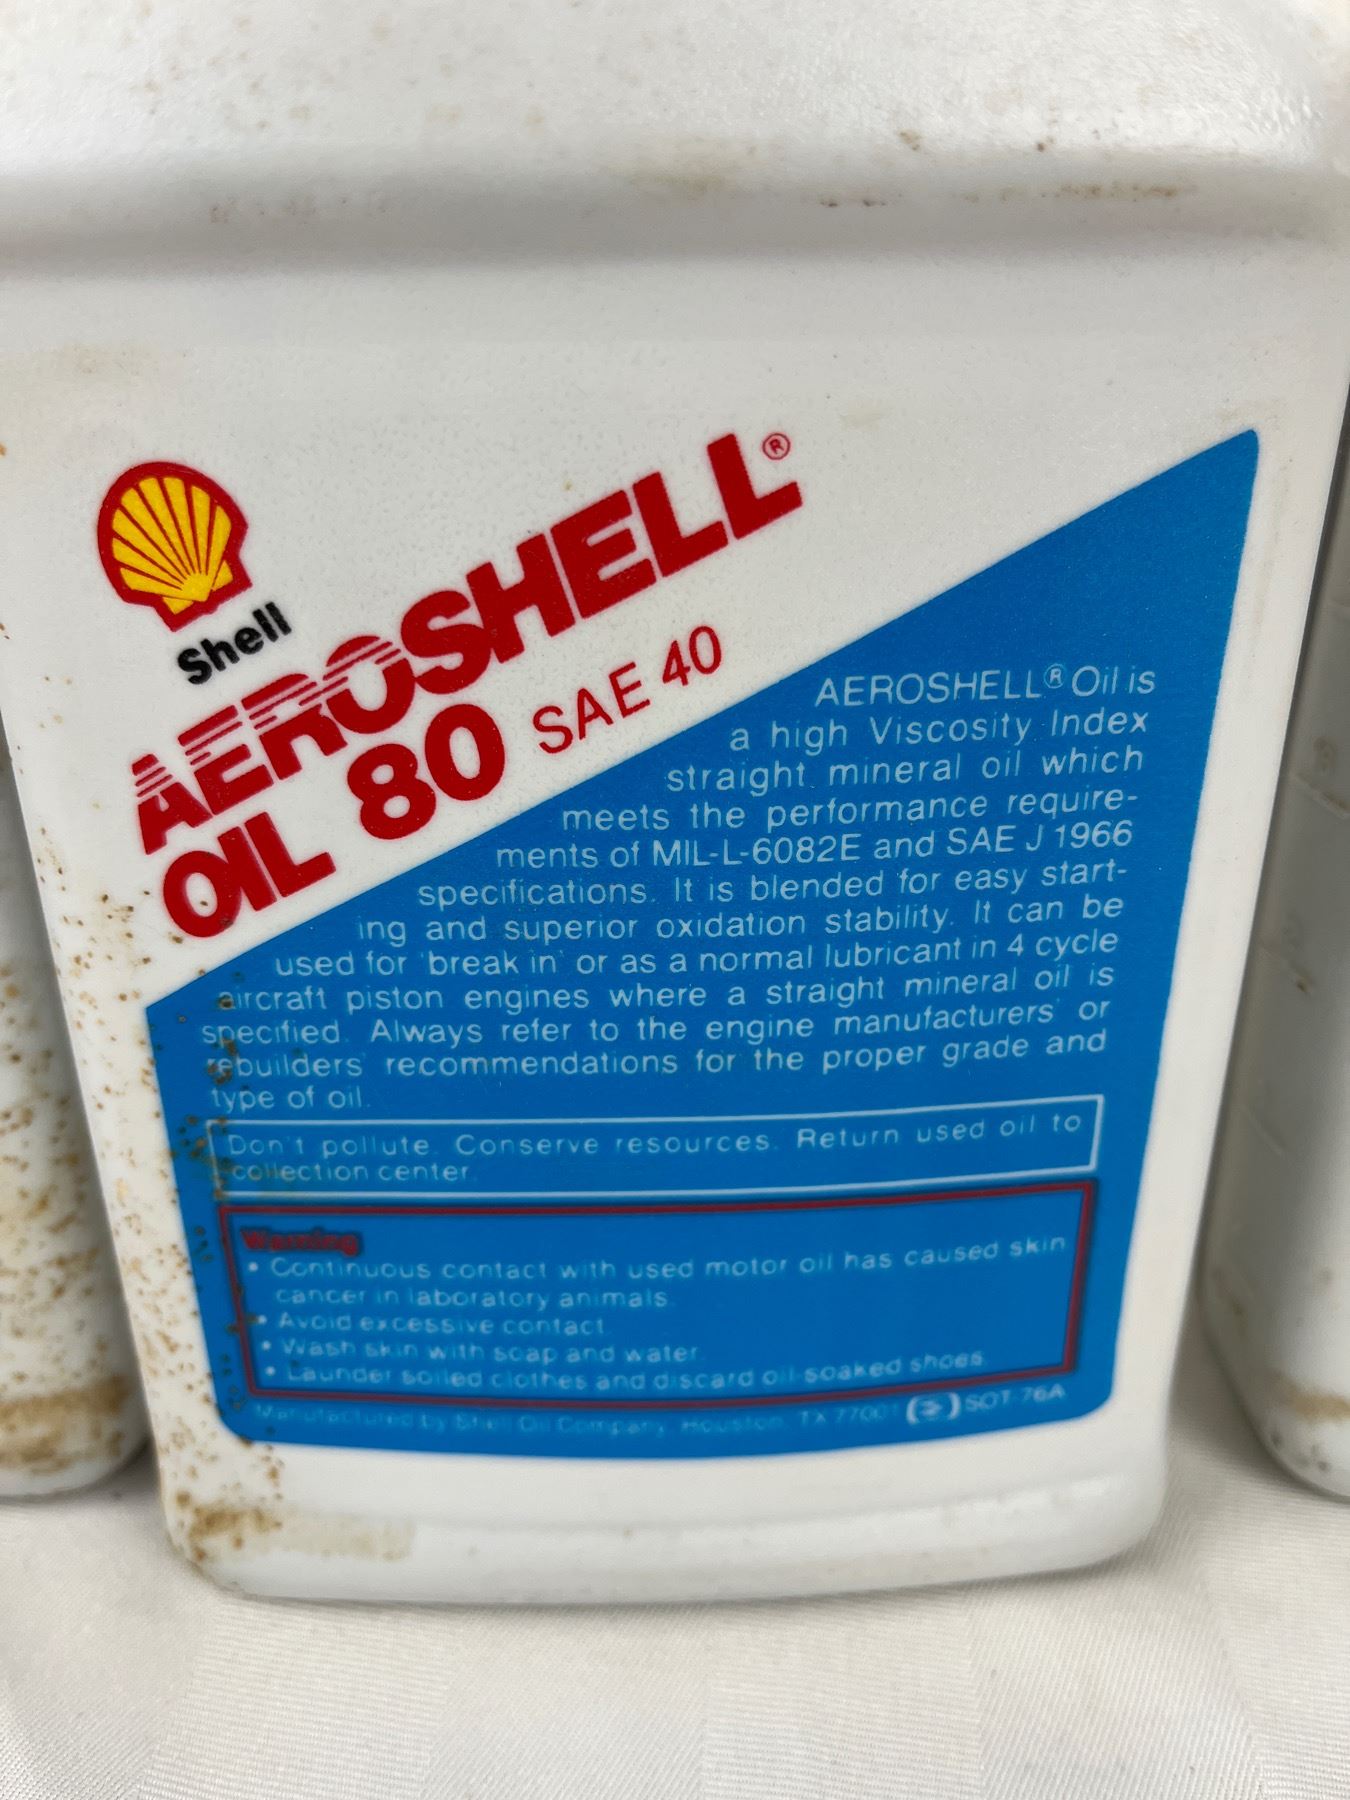 Shell
AEROSHELL®
OIL 80 SAE 40
AEROSHELL® Oil is
a high Viscosity Index
straight mineral oil which
meets the performance require-
ments of MIL-L-6082E and SAE J 1966
specifications. It is blended for easy start-
ing and superior oxidation stability. It can be
used for 'break in' or as a normal lubricant in 4 cycle
aircraft piston engines where a straight mineral oil is
specified. Always refer to the engine manufacturers' or
rebuilders' recommendations for the proper grade and
type of oil.
Don't pollute. Conserve resources. Return used oil to
collection center.
Warning
• Continuous contact with used motor oil has caused skin
cancer in laboratory animals.
• Avoid excessive contact.
• Wash skin with soap and water.
• Launder soiled clothes and discard oil-soaked shoes.
Manufactured by Shell Oil Company, Houston, TX 77001 SOT-76A